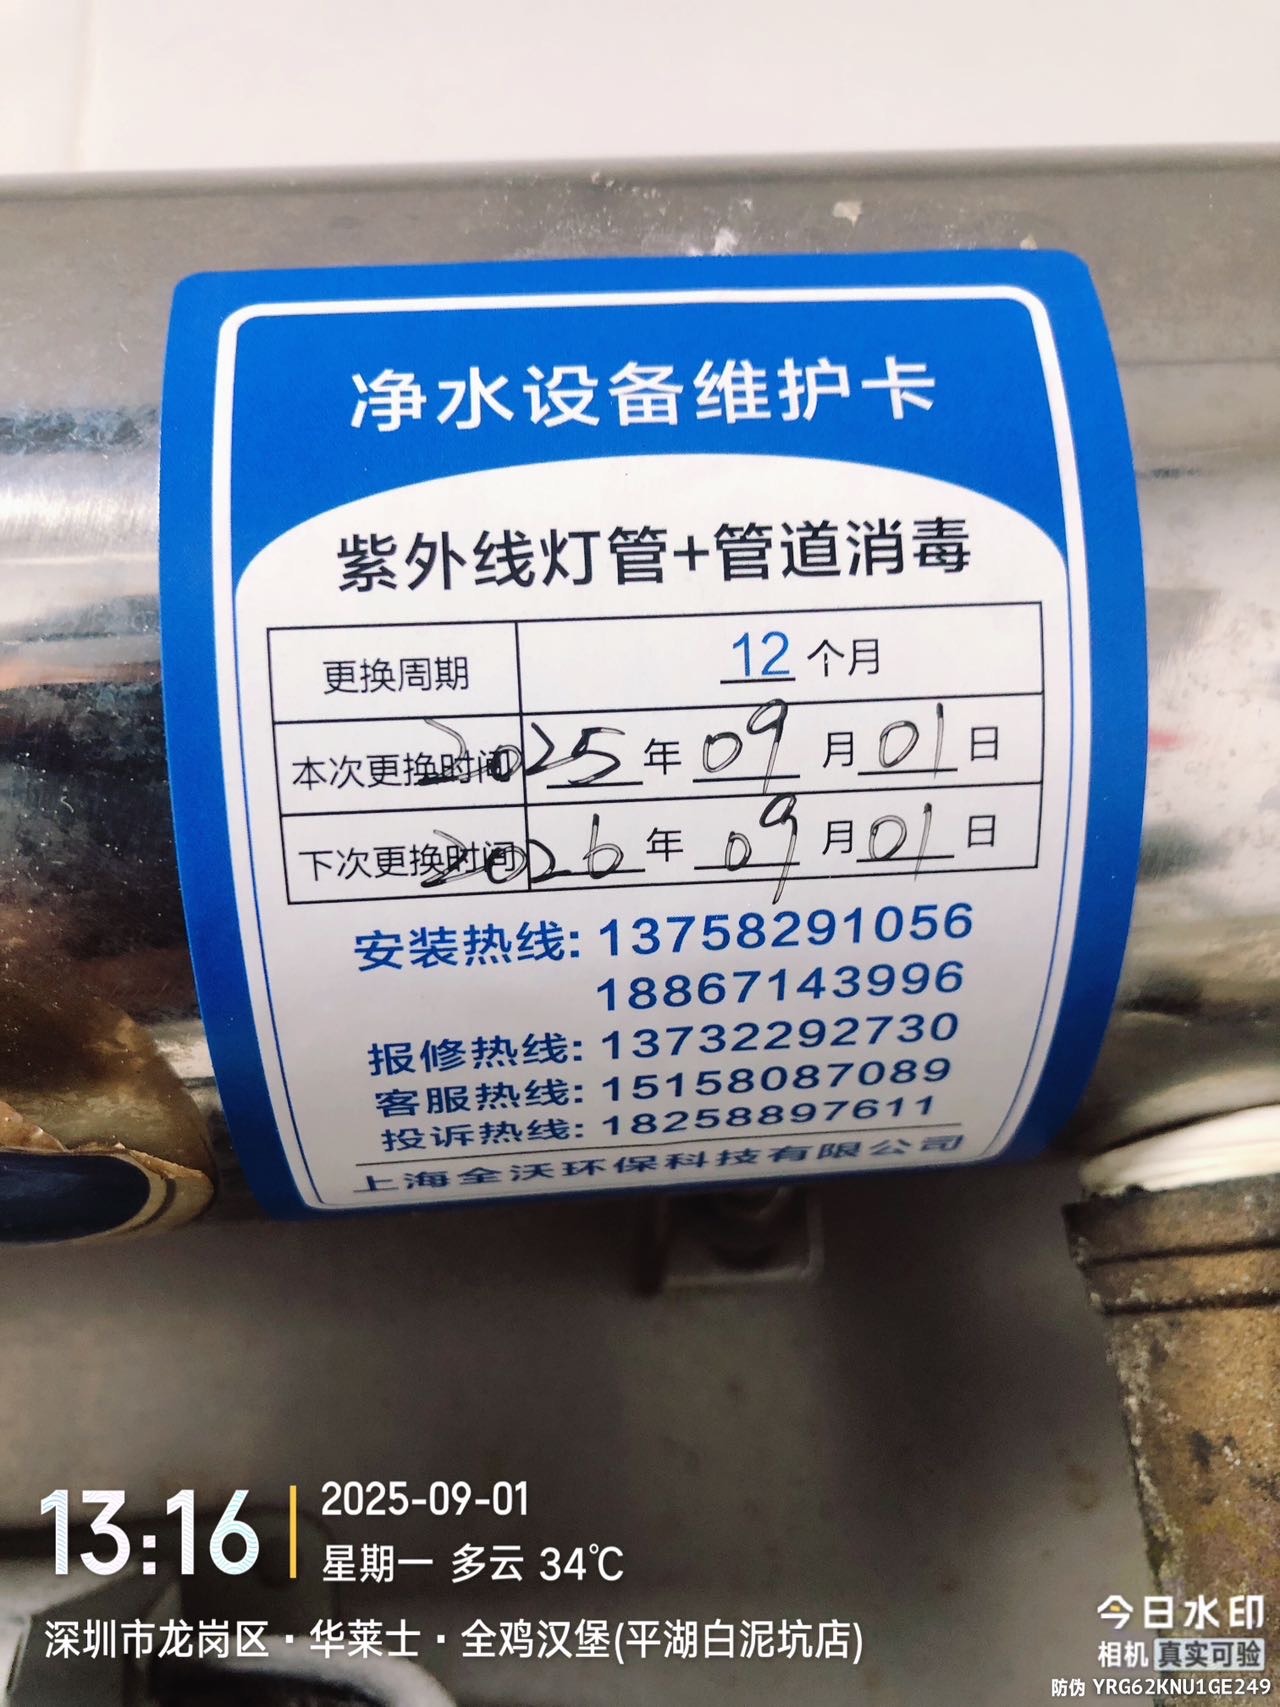 净水设备维护卡
紫外线灯管+管道消毒
更换周期 12 个月
本次更换时间 2025 年 09 月 01 日
下次更换时间 2026 年 09 月 01 日
安装热线: 13758291056
18867143996
报修热线: 13732292730
客服热线: 15158087089
投诉热线: 18258897611
上海全沃环保科技有限公司
13:16
2025-09-01
星期一 多云 34℃
深圳市龙岗区·华莱士·全鸡汉堡(平湖白泥坑店)
今日水印
相机 真实可验
防伪 YRG62KNU1GE249